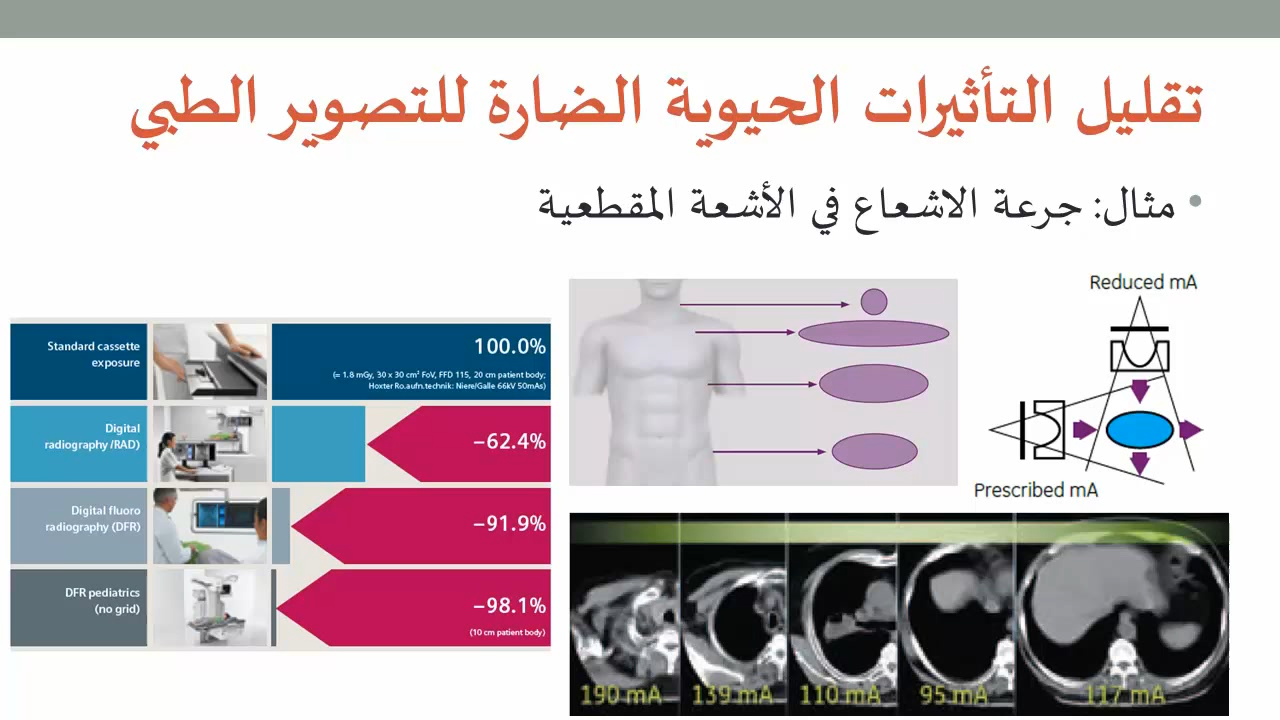 تقليل التأثيرات الحيوية الضارة للتصوير الطبي
• مثال: جرعة الاشعاع في الأشعة المقطعية
Standard cassette
exposure
100.0%
(= 1.8 mGy, 30 x 30 cm² FoV, FFD 115, 20 cm patient body;
Hoxter Ro.aufn.technik: Niere/Galle 66kV 50mAs)
Digital
radiography /RAD)
–62.4%
Digital fluoro
radiography (DFR)
–91.9%
DFR pediatrics
(no grid)
–98.1%
(10 cm patient body)
Reduced mA
Prescribed mA
190 mA
139 mA
110 mA
95 mA
117 mA